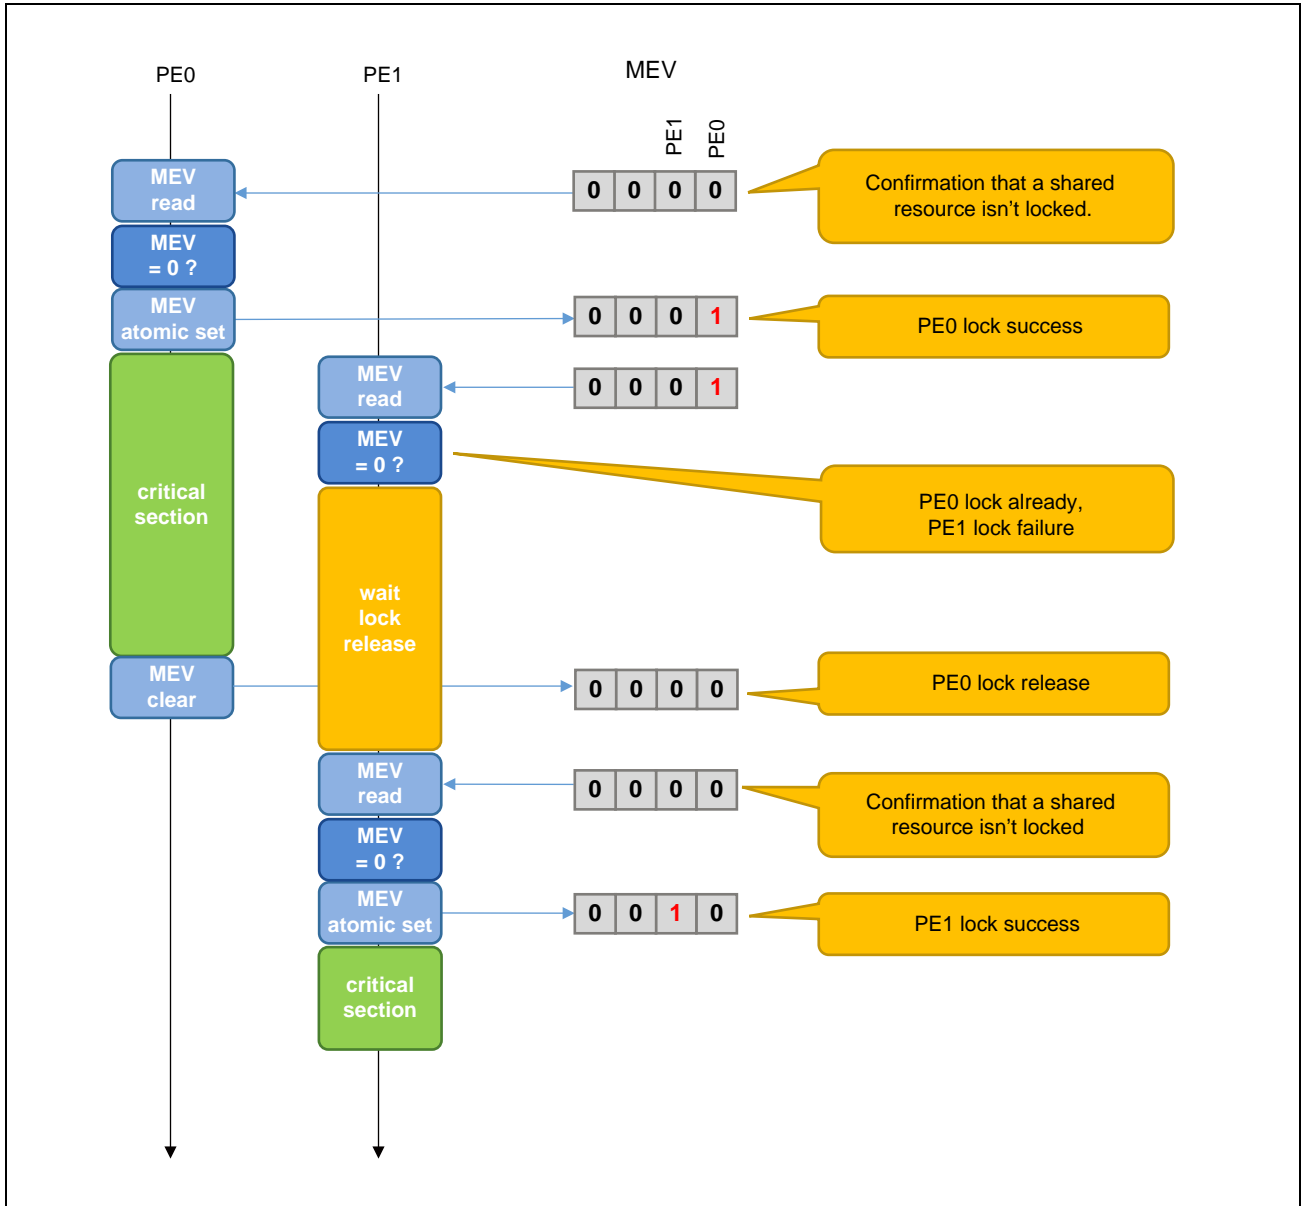 PE0
PE1
MEV
PE1
PE0
MEV
read
0 0 0 0
Confirmation that a shared
resource isn’t locked.
MEV
= 0 ?
MEV
atomic set
0 0 0 1
PE0 lock success
MEV
read
0 0 0 1
MEV
= 0 ?
PE0 lock already,
PE1 lock failure
critical
section
wait
lock
release
MEV
clear
0 0 0 0
PE0 lock release
MEV
read
0 0 0 0
Confirmation that a shared
resource isn’t locked
MEV
= 0 ?
MEV
atomic set
0 0 1 0
PE1 lock success
critical
section